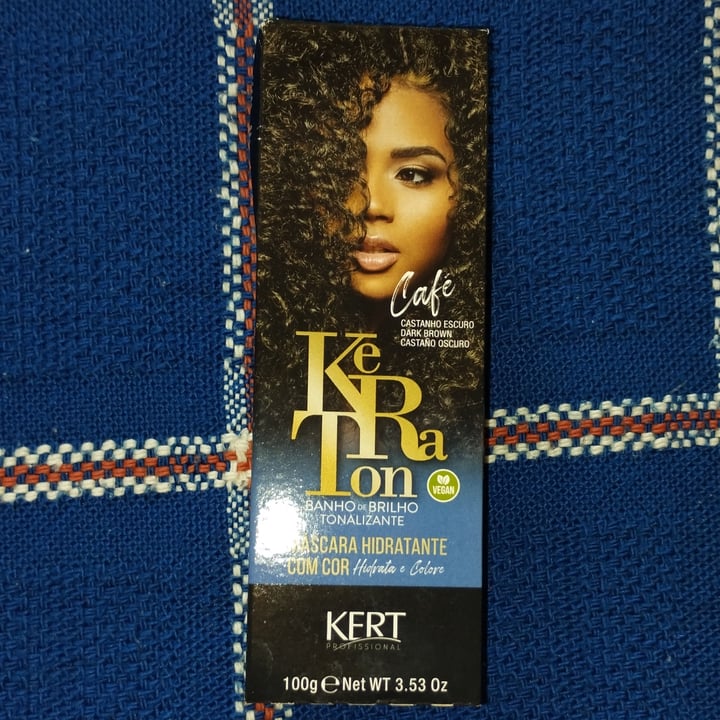 Café
CASTANHO ESCURO
DARK BROWN
CASTAÑO OSCURO
KeRaTon
VEGAN
BANHO DE BRILHO
TONALIZANTE
MÁSCARA HIDRATANTE
COM COR Hidrata e Colore
KERT
PROFISSIONAL
100g ℮ Net WT 3.53 Oz